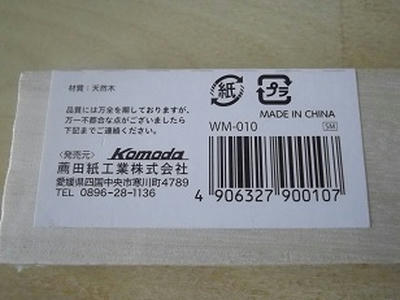 材質：天然木
品質には万全を期しておりますが、
万一不都合な点がございましたら
下記までご連絡ください。
紙
プラ
MADE IN CHINA
WM-010
SM
<発売元> Komoda
薦田紙工業株式会社
愛媛県四国中央市寒川町4789
TEL 0896-28-1136
4 906327 900107